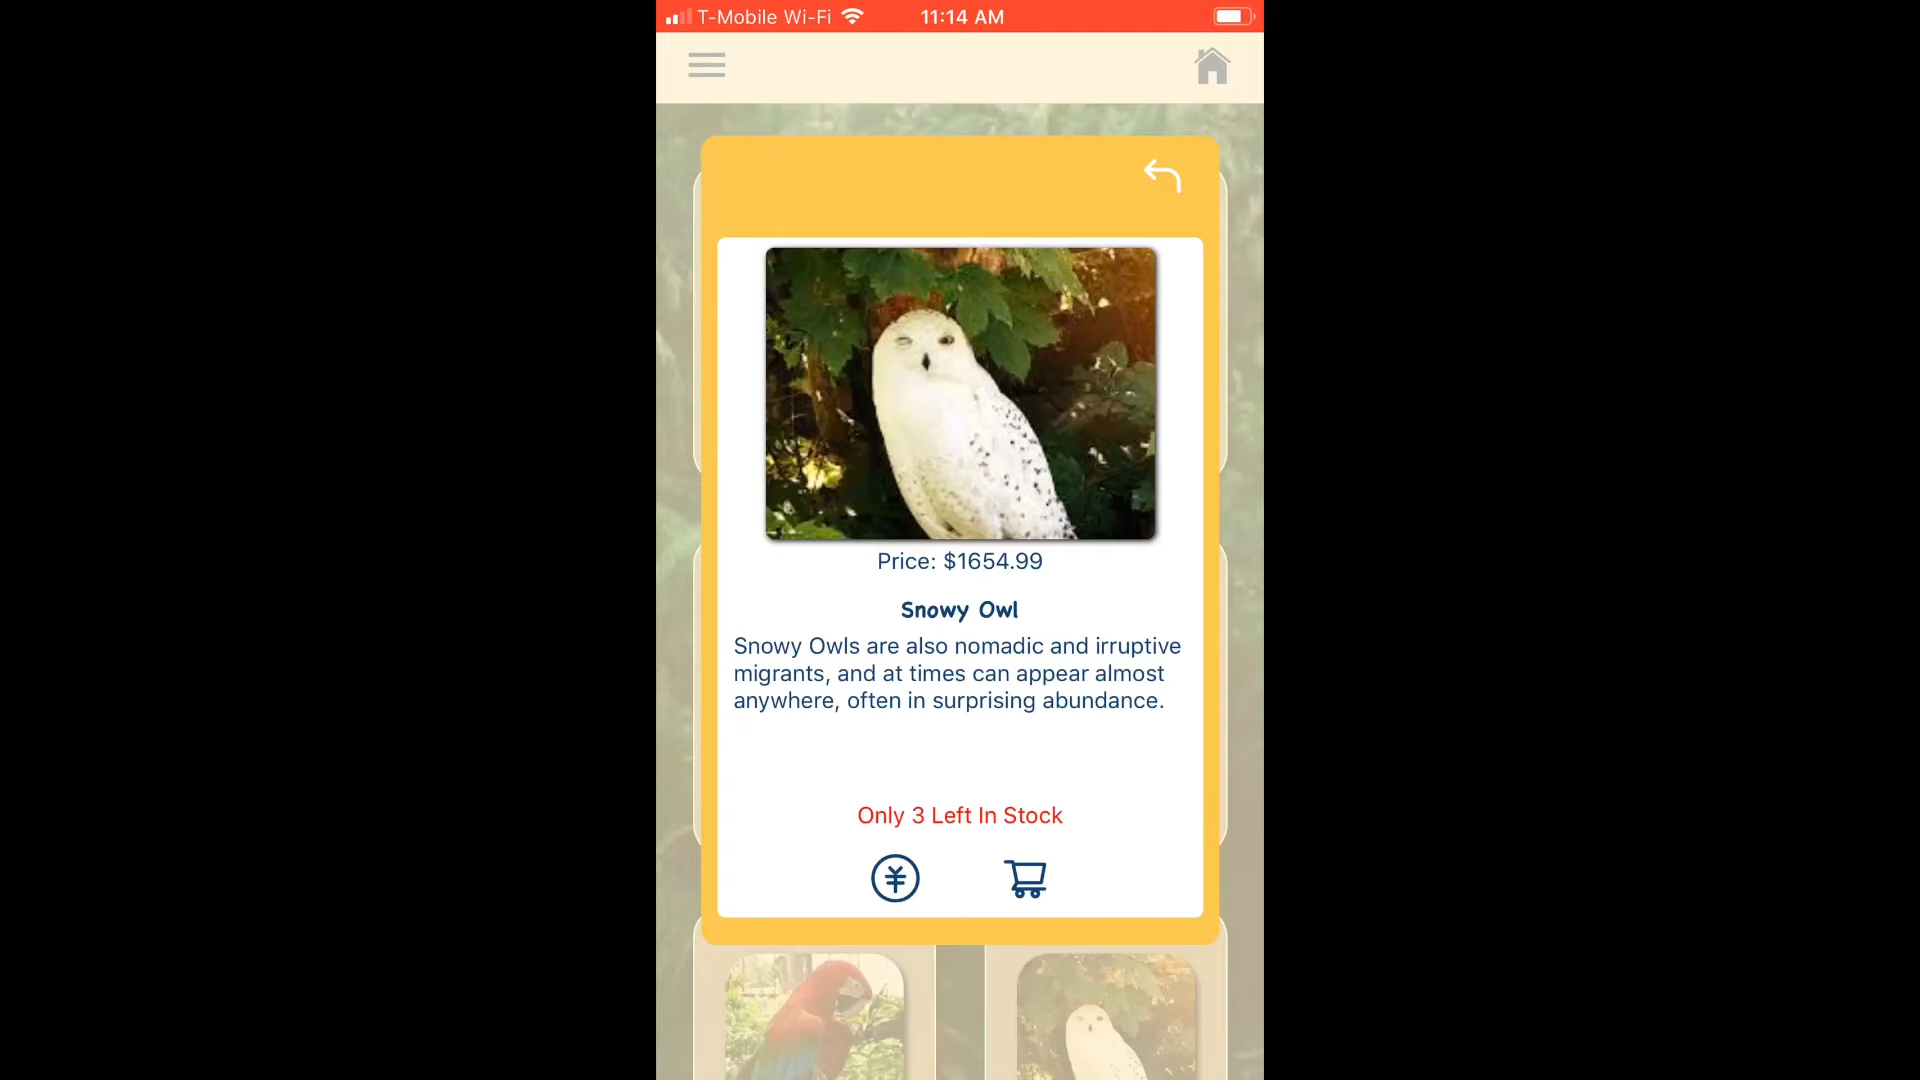 T-Mobile Wi-Fi 11:14 AM
Price: $1654.99
Snowy Owl
Snowy Owls are also nomadic and irruptive
migrants, and at times can appear almost
anywhere, often in surprising abundance.
Only 3 Left In Stock
¥